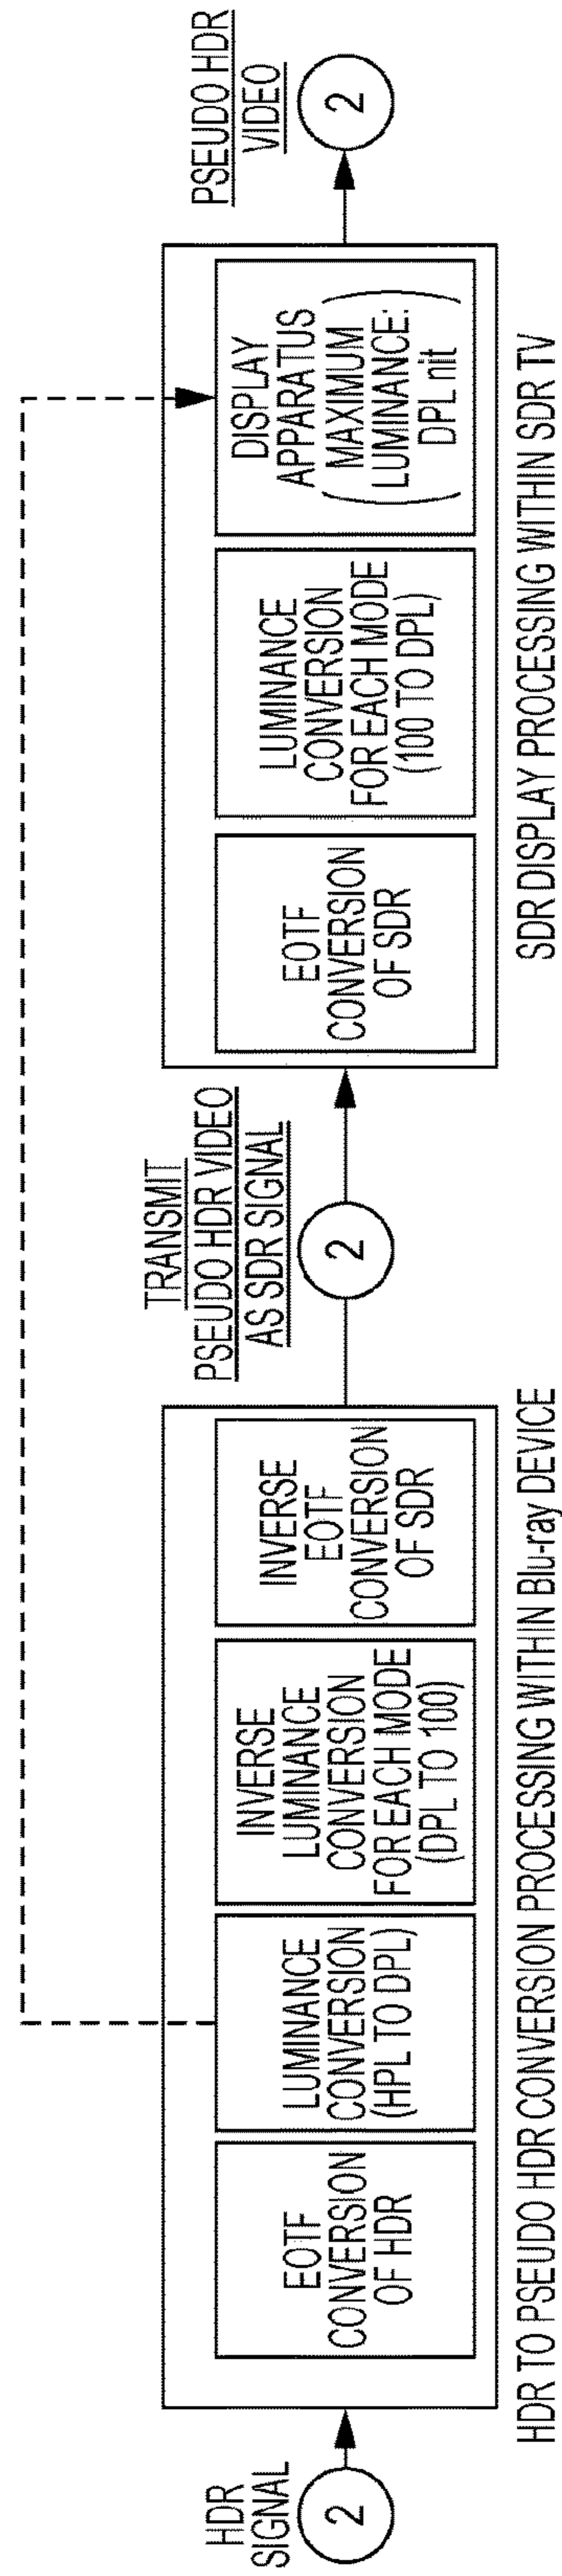 HDR
SIGNAL
2
EOTF
CONVERSION
OF HDR
LUMINANCE
CONVERSION
(HPL TO DPL)
INVERSE
LUMINANCE
CONVERSION
FOR EACH MODE
(DPL TO 100)
INVERSE
EOTF
CONVERSION
OF SDR
HDR TO PSEUDO HDR CONVERSION PROCESSING WITHIN Blu-ray DEVICE
TRANSMIT
PSEUDO HDR VIDEO
AS SDR SIGNAL
2
EOTF
CONVERSION
OF SDR
LUMINANCE
CONVERSION
FOR EACH MODE
(100 TO DPL)
DISPLAY
APPARATUS
(MAXIMUM
LUMINANCE:
DPL nit)
SDR DISPLAY PROCESSING WITHIN SDR TV
PSEUDO HDR
VIDEO
2